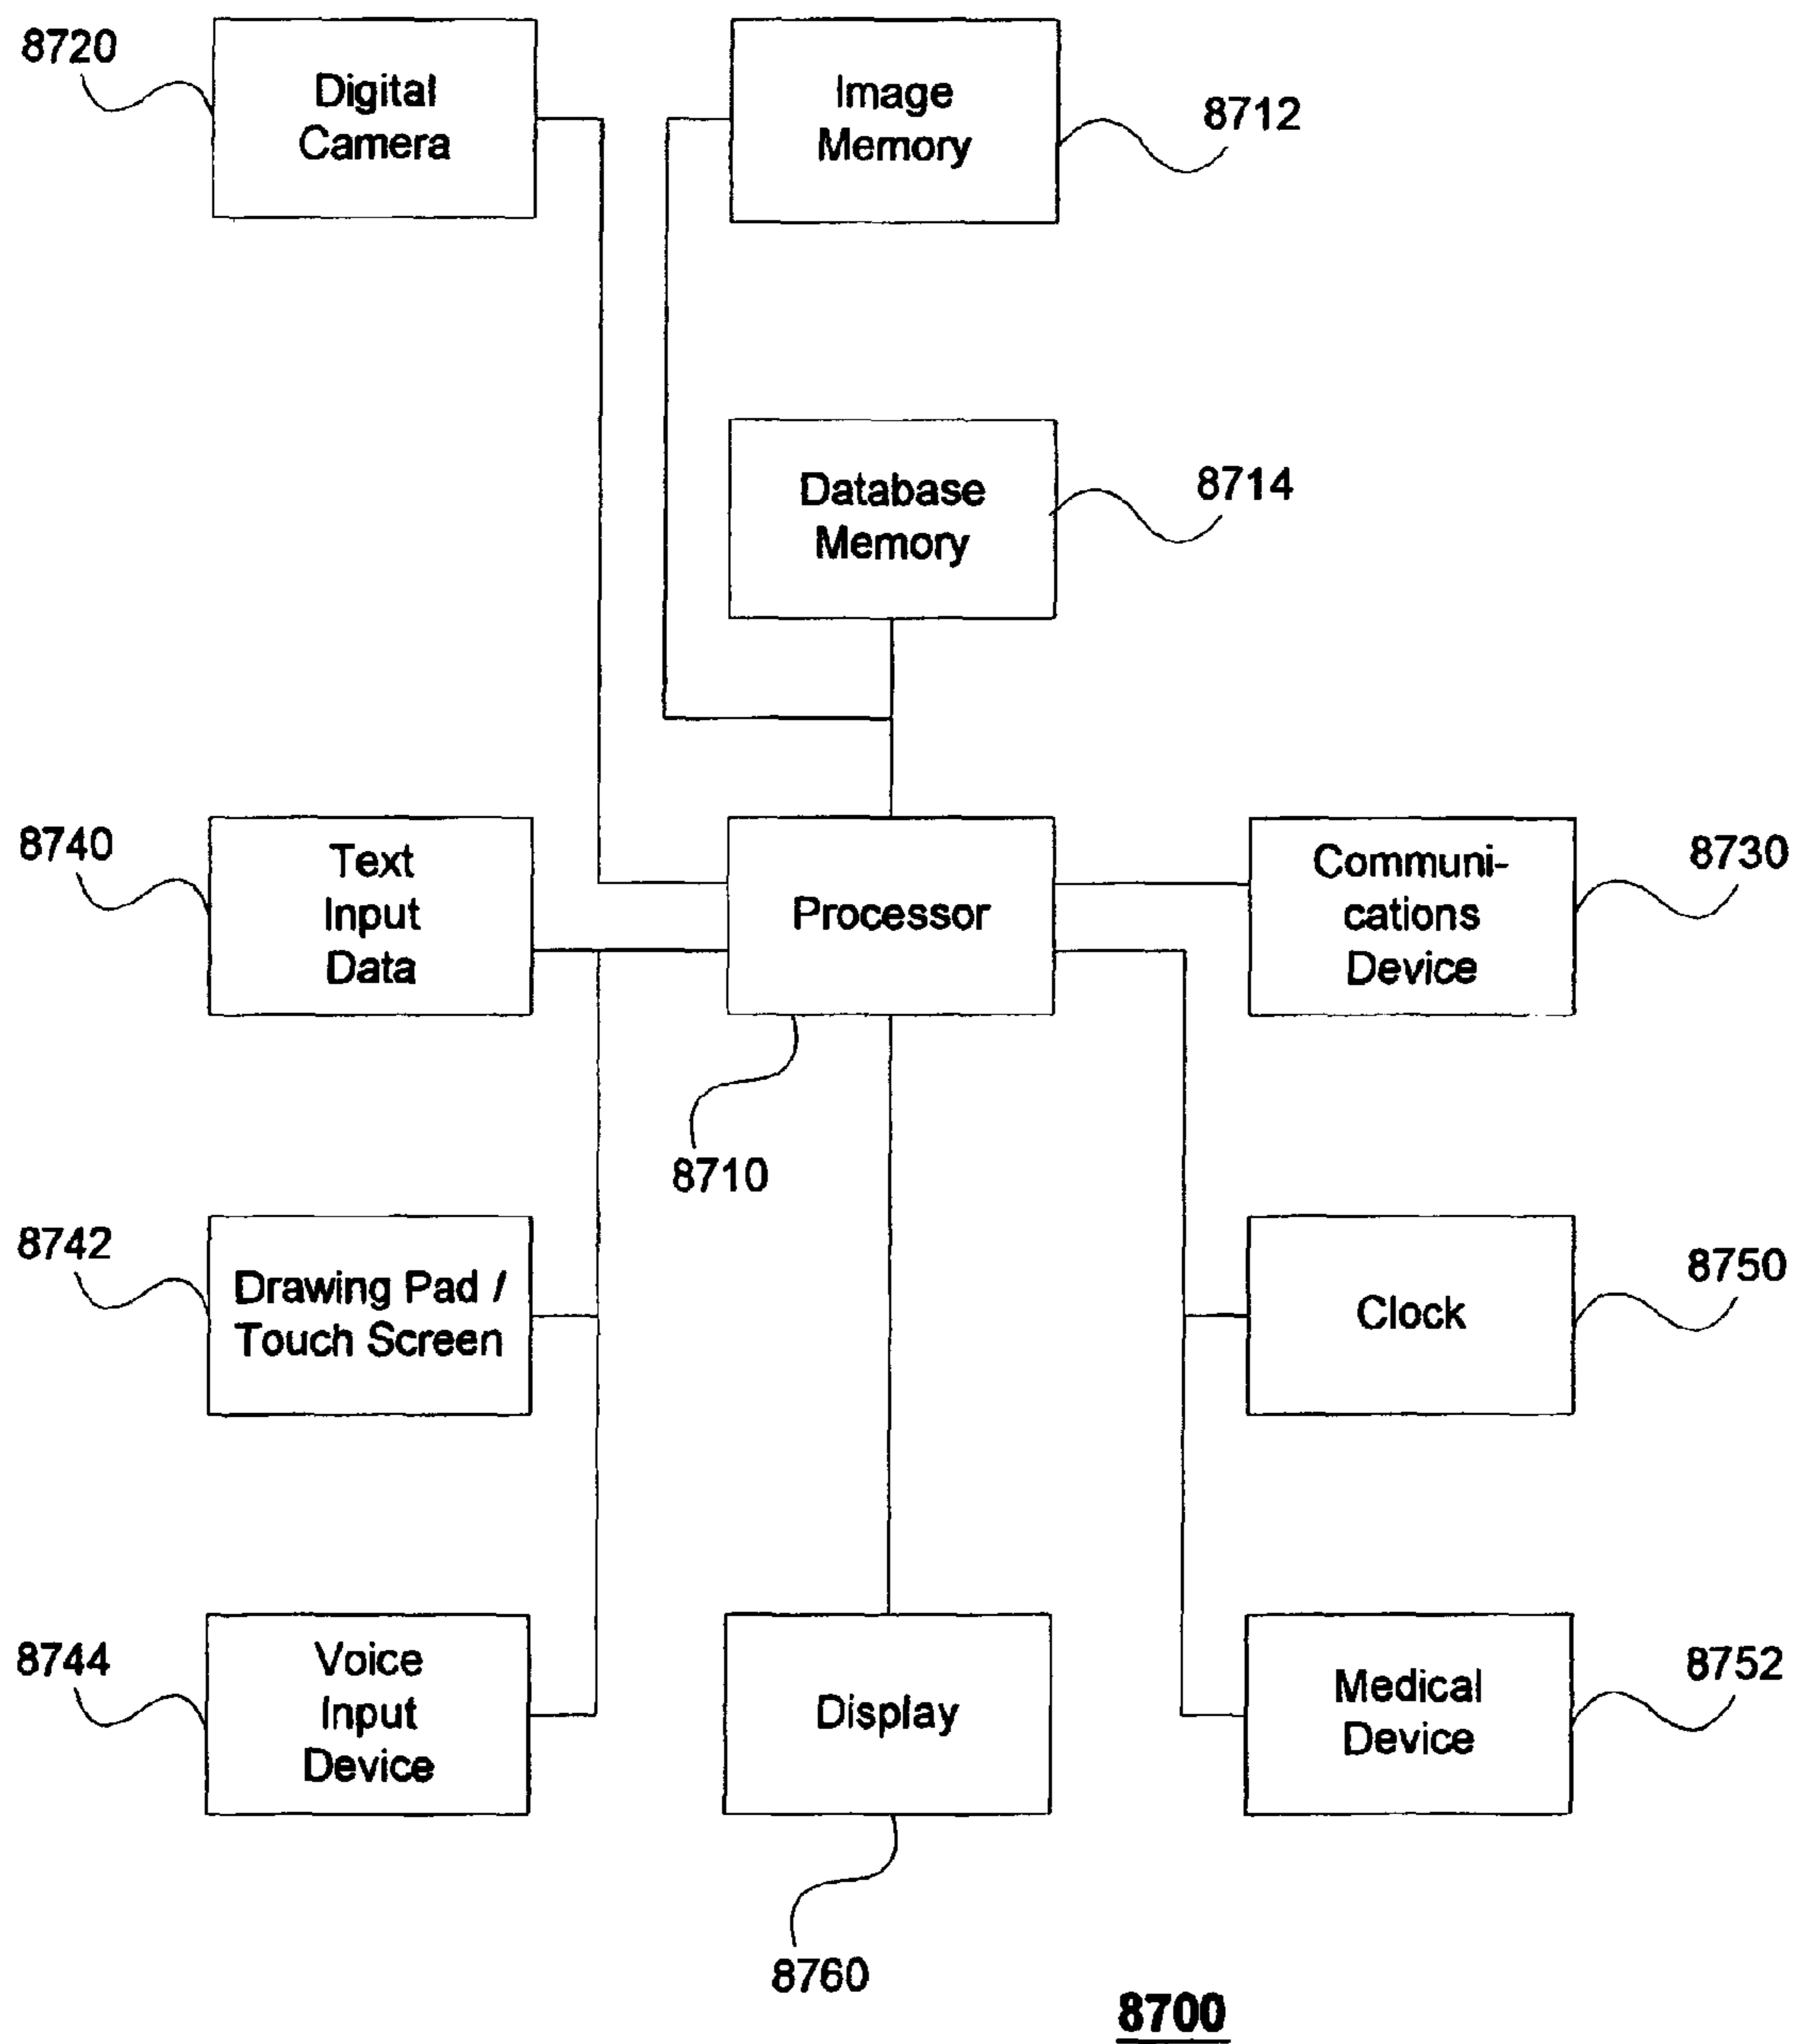 8720
Digital
Camera
Image
Memory
8712
Database
Memory
8714
8740
Text
Input
Data
Processor
8710
Communi-
cations
Device
8730
8742
Drawing Pad /
Touch Screen
Clock
8750
8744
Voice
Input
Device
Display
8760
Medical
Device
8752
8700